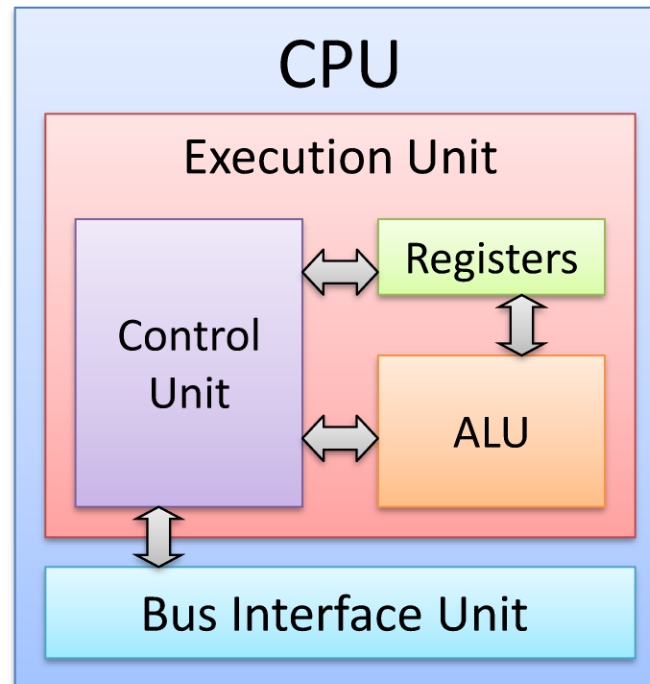 CPU
Execution Unit
Registers
Control
Unit
ALU
Bus Interface Unit